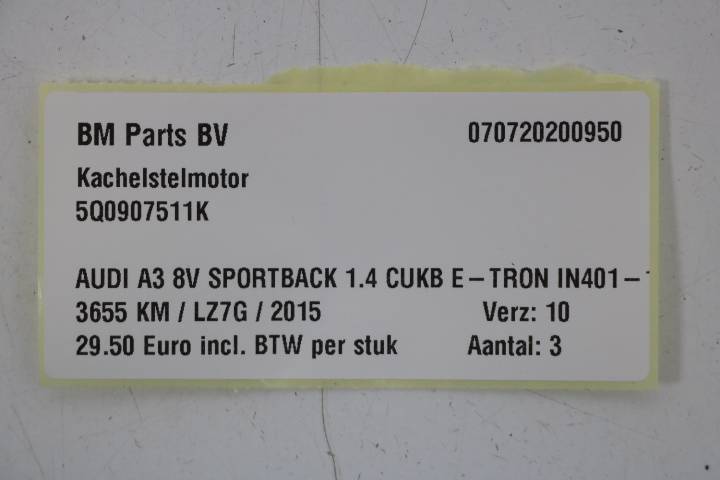 BM Parts BV 070720200950
Kachelstelmotor
5Q0907511K
AUDI A3 8V SPORTBACK 1.4 CUKB E-TRON IN401-
3655 KM / LZ7G / 2015 Verz: 10
29.50 Euro incl. BTW per stuk Aantal: 3